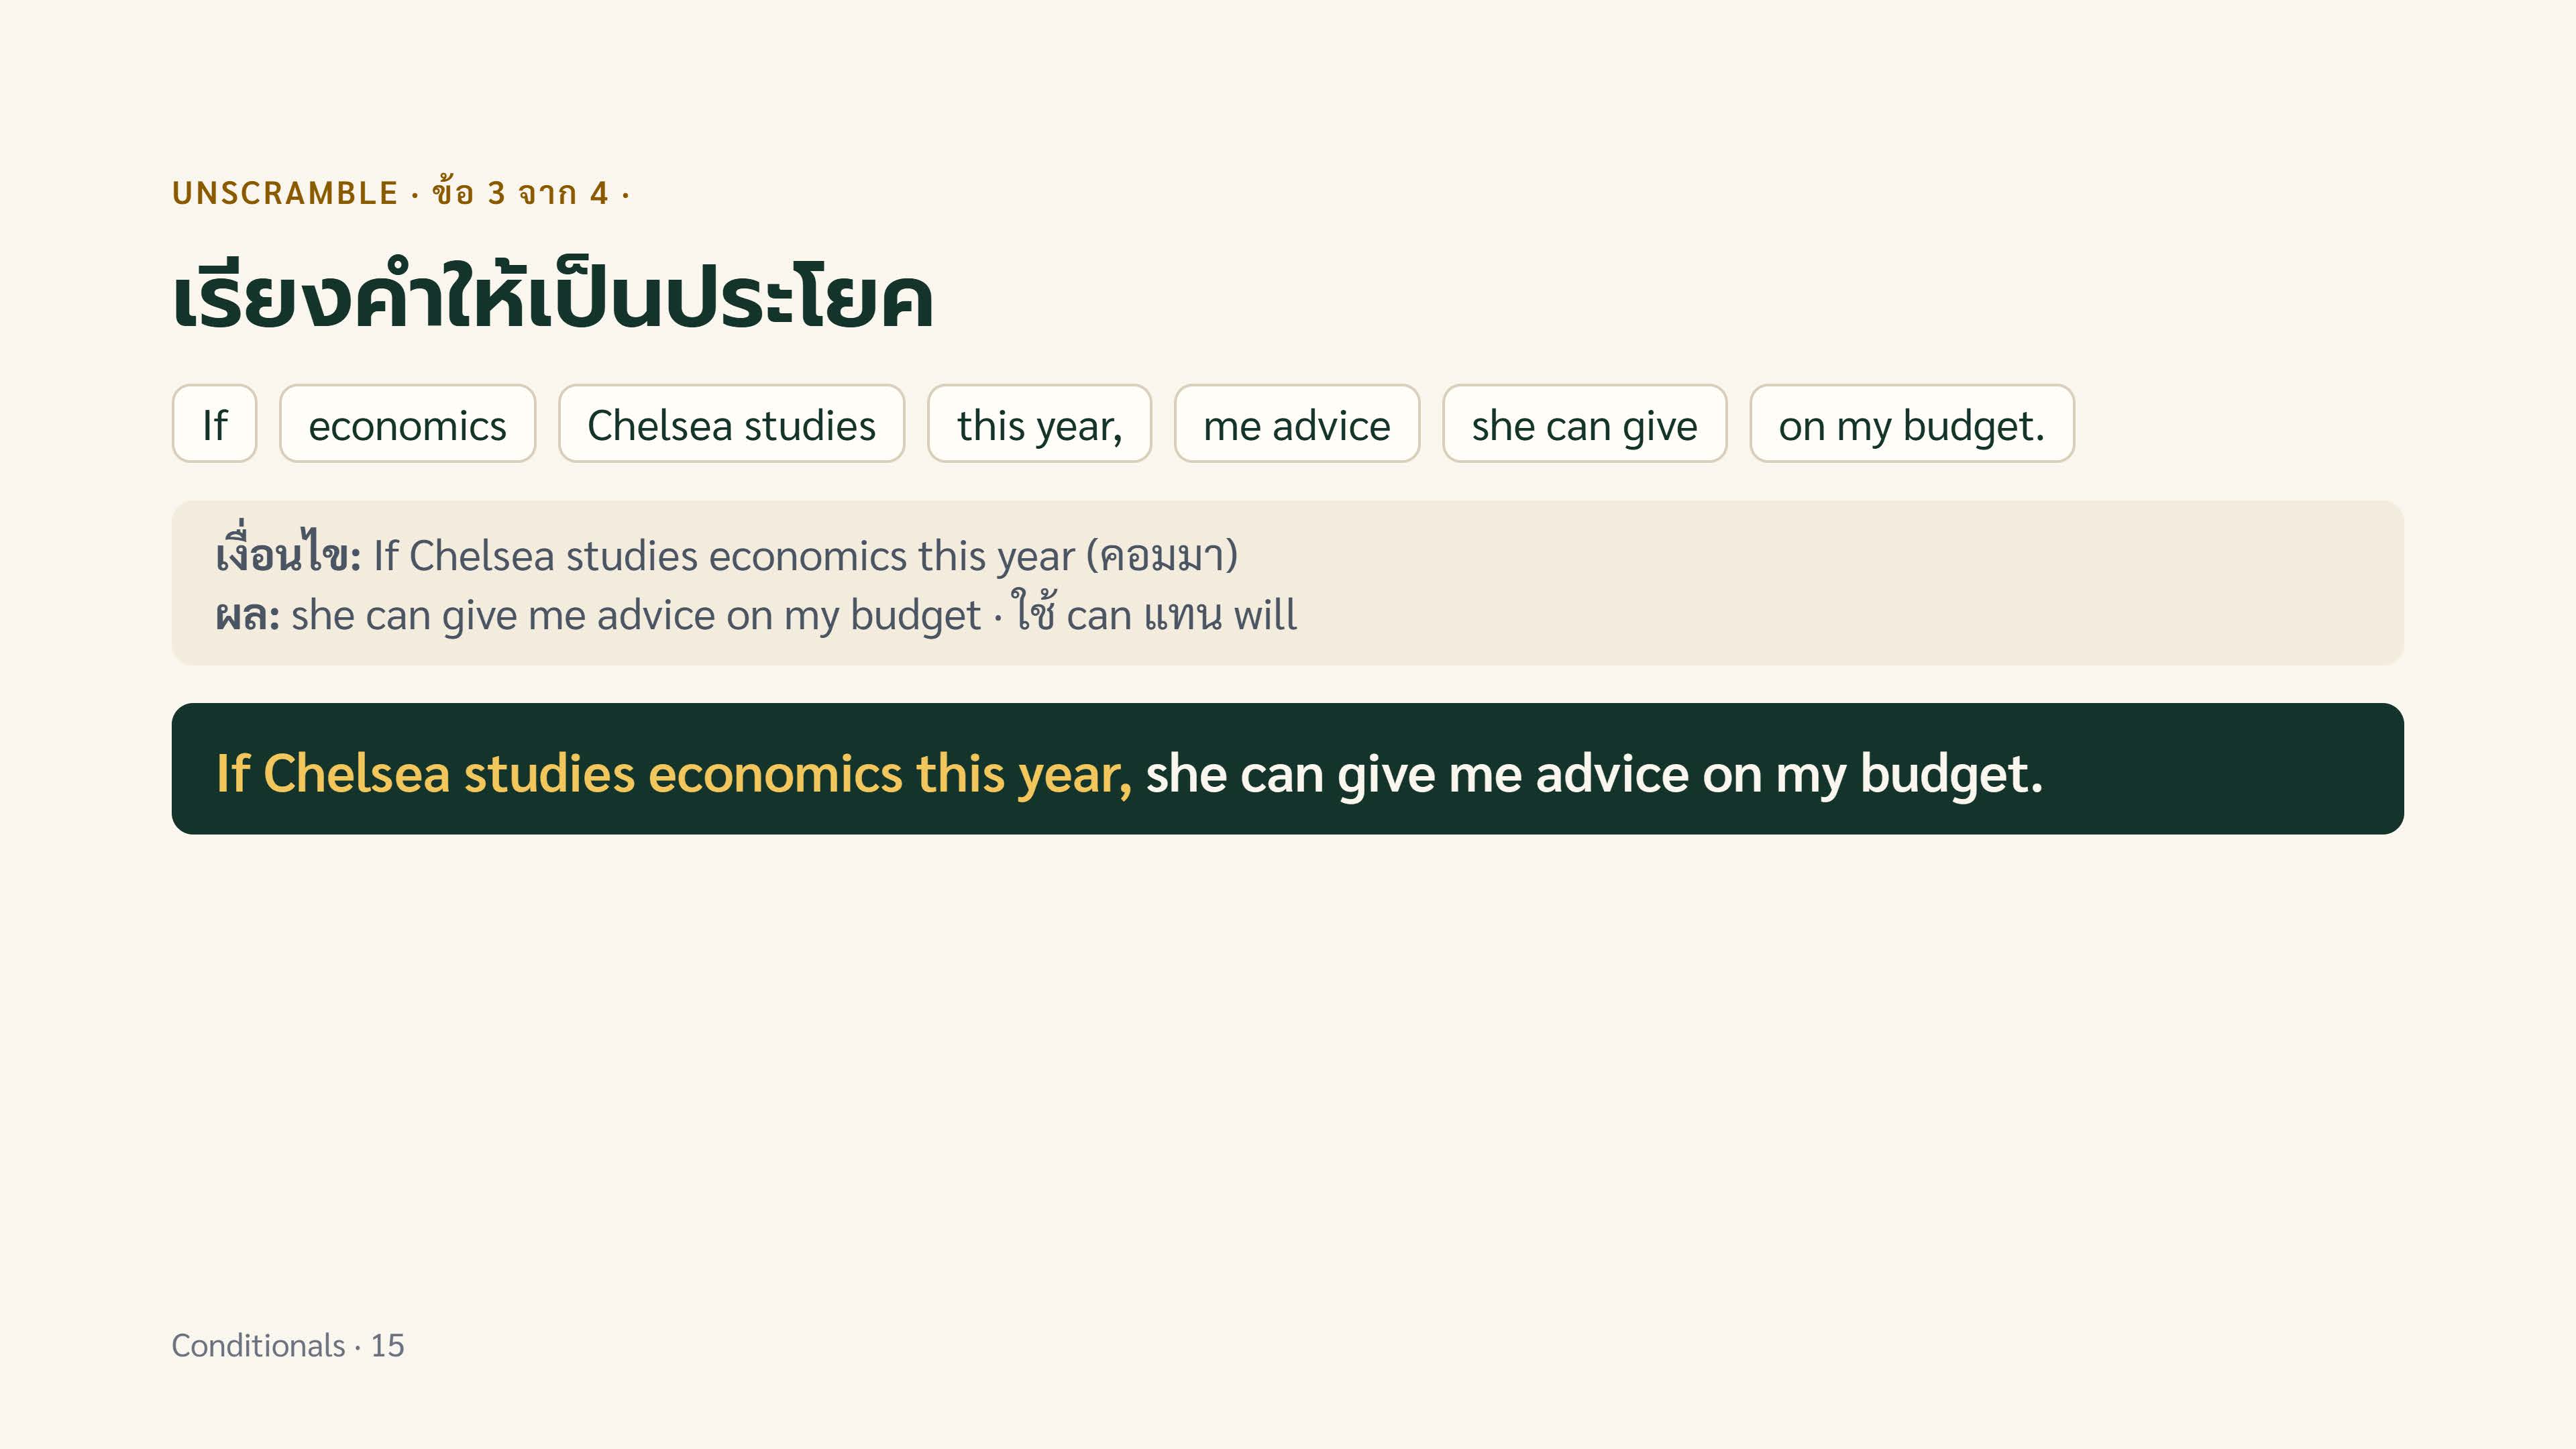 UNSCRAMBLE · ข้อ 3 จาก 4 ·
เรียงคำให้เป็นประโยค
If economics Chelsea studies this year, me advice she can give on my budget.
เงื่อนไข: If Chelsea studies economics this year (คอมมา)
ผล: she can give me advice on my budget · ใช้ can แทน will
If Chelsea studies economics this year, she can give me advice on my budget.
Conditionals · 15